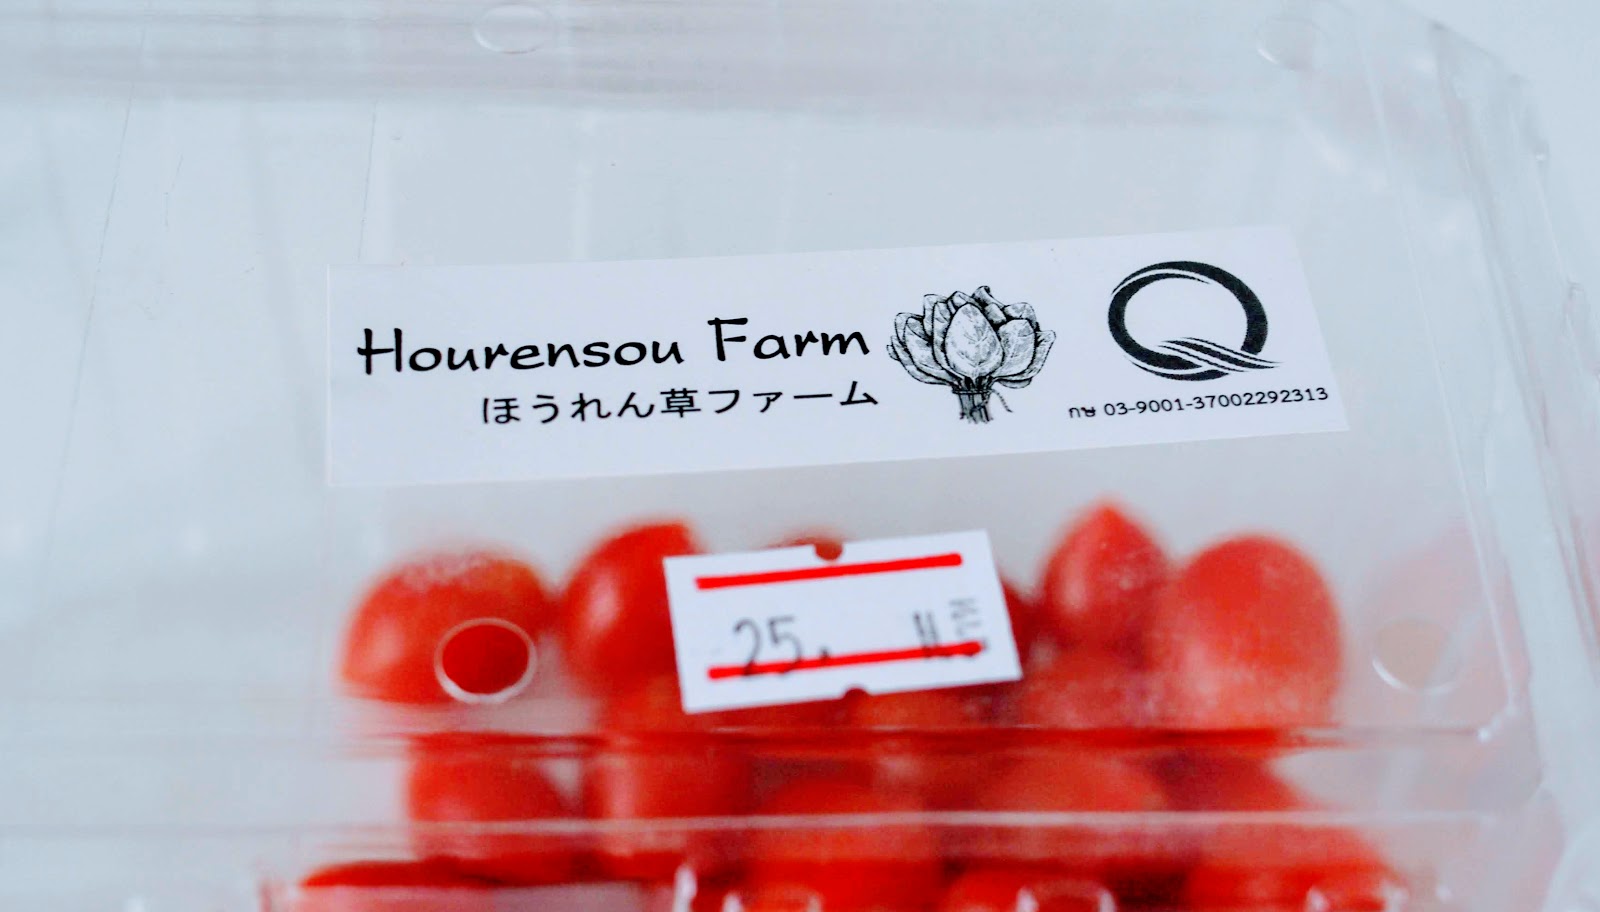 Hourensou Farm
ほうれん草ファーム
Q
กษ 03-9001-37002292313
25.